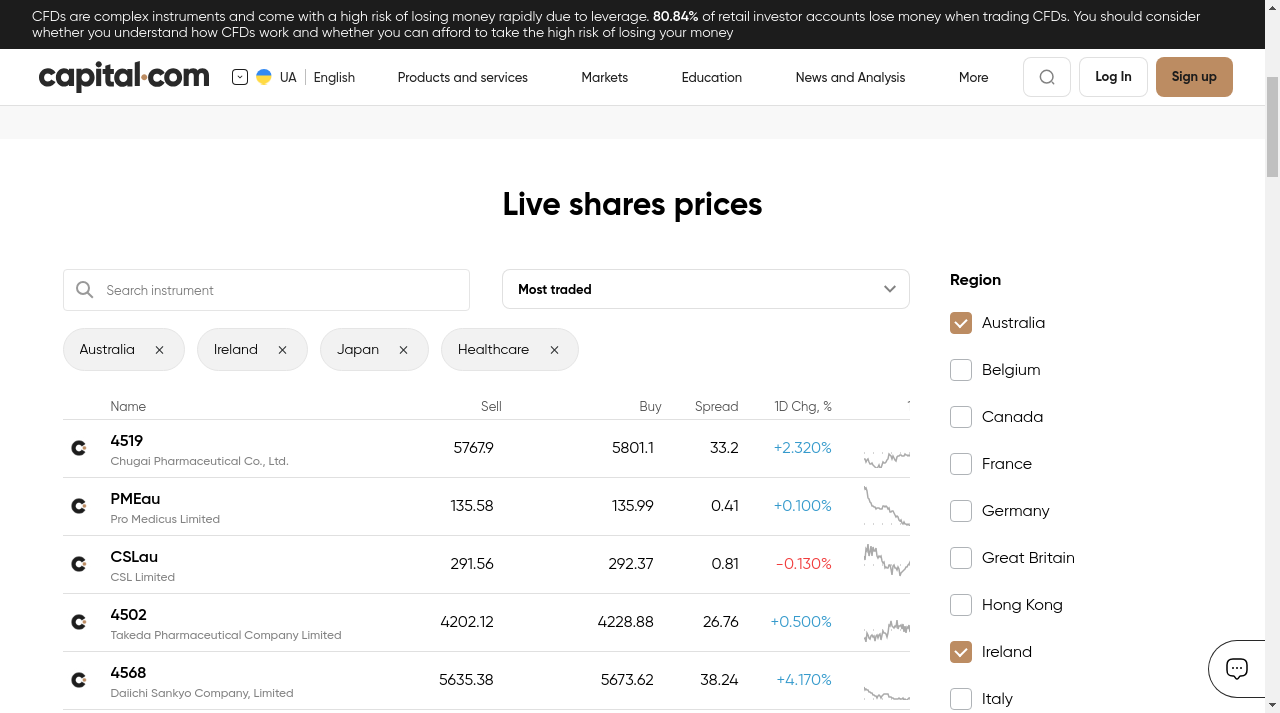 CFDs are complex instruments and come with a high risk of losing money rapidly due to leverage. 80.84% of retail investor accounts lose money when trading CFDs. You should consider
whether you understand how CFDs work and whether you can afford to take the high risk of losing your money
capital.com
UA
English
Products and services
Markets
Education
News and Analysis
More
Log In
Sign up
Live shares prices
Search instrument
Most traded
Australia
Ireland
Japan
Healthcare
Name Sell Buy Spread 1D Chg, %
4519 5767.9 5801.1 33.2 +2.320%
Chugai Pharmaceutical Co., Ltd.
PMEau 135.58 135.99 0.41 +0.100%
Pro Medicus Limited
CSLau 291.56 292.37 0.81 -0.130%
CSL Limited
4502 4202.12 4228.88 26.76 +0.500%
Takeda Pharmaceutical Company Limited
4568 5635.38 5673.62 38.24 +4.170%
Daiichi Sankyo Company, Limited
Region
Australia
Belgium
Canada
France
Germany
Great Britain
Hong Kong
Ireland
Italy